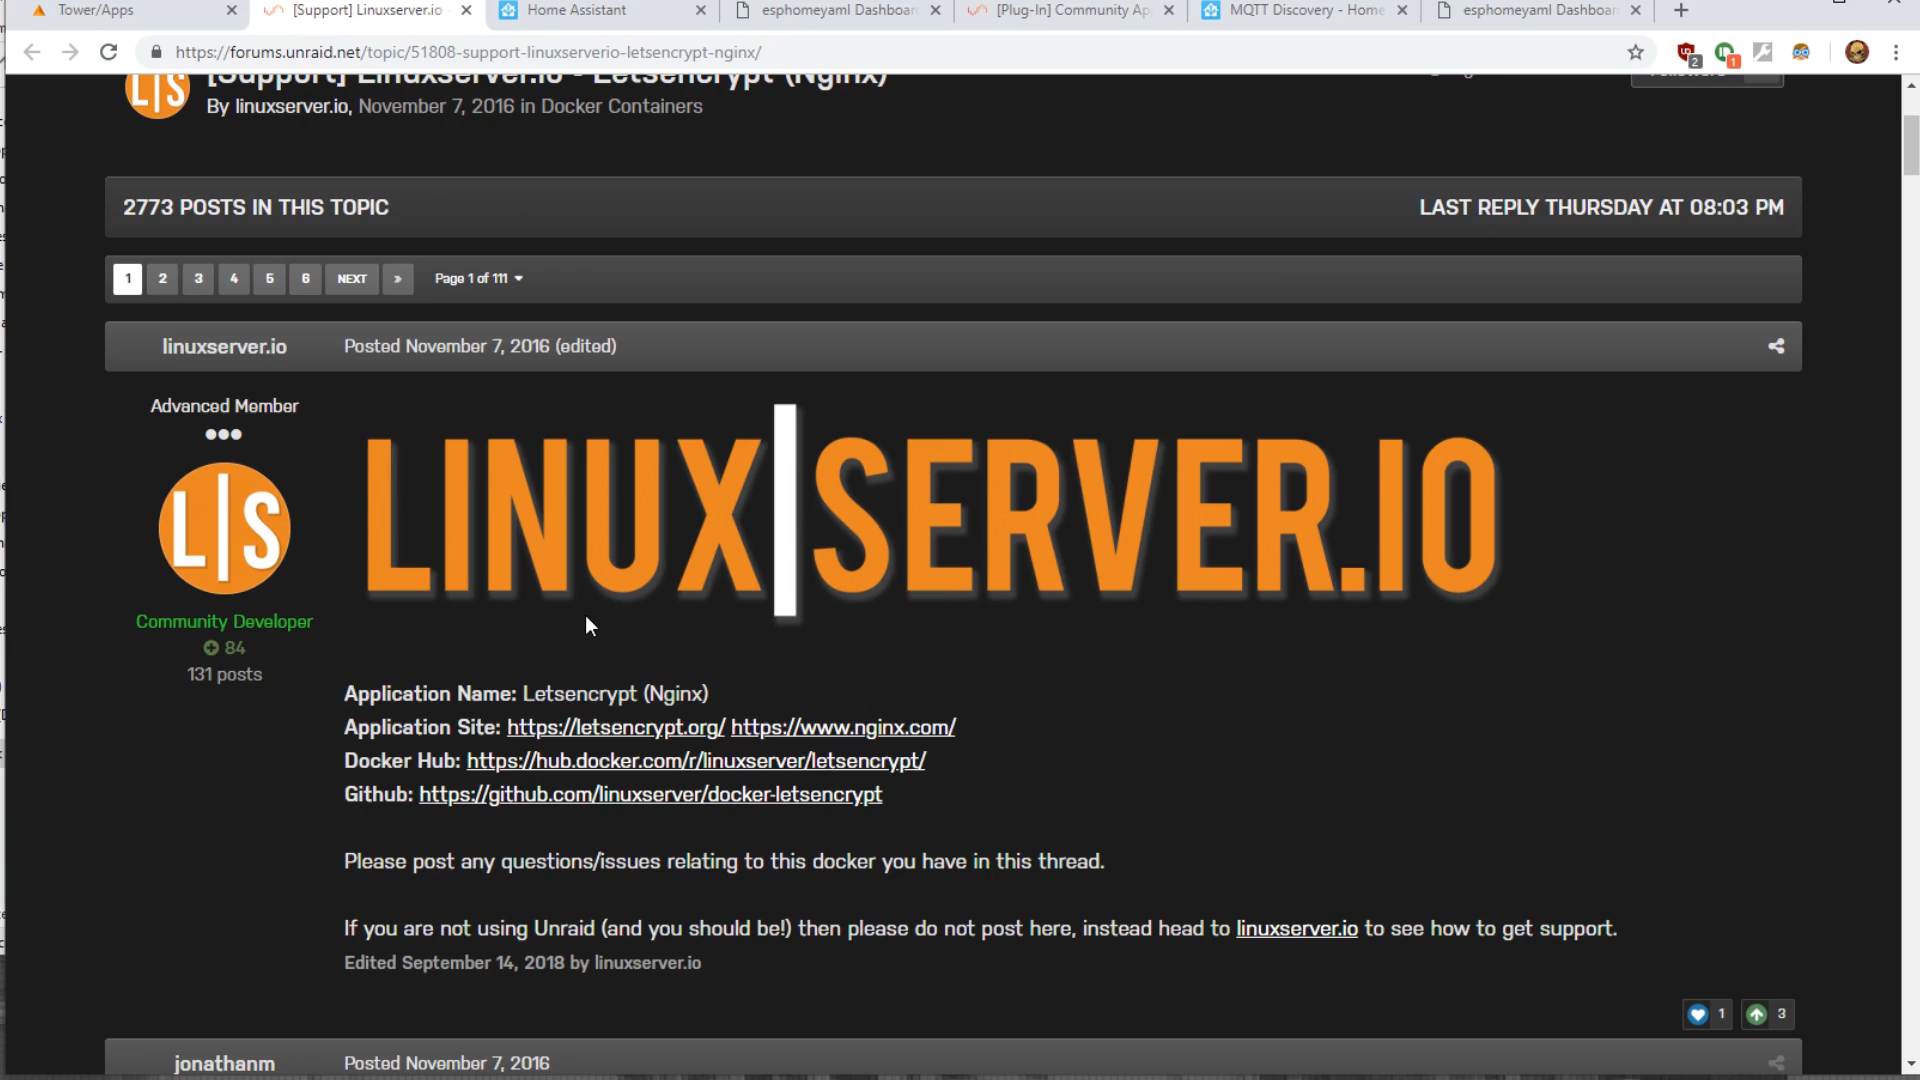 Tower/Apps
[Support] Linuxserver.io
Home Assistant
esphomeyaml Dashboar
[Plug-In] Community Ap
MQTT Discovery - Home
esphomeyaml Dashboar
https://forums.unraid.net/topic/51808-support-linuxserverio-letsencrypt-nginx/
2
1
[Support] Linuxserver.io - Letsencrypt (Nginx)
L|S
By linuxserver.io, November 7, 2016 in Docker Containers
2773 POSTS IN THIS TOPIC
LAST REPLY THURSDAY AT 08:03 PM
1 2 3 4 5 6 NEXT » Page 1 of 111
linuxserver.io
Posted November 7, 2016 (edited)
Advanced Member
L|S
Community Developer
84
131 posts
LINUX|SERVER.IO
Application Name: Letsencrypt (Nginx)
Application Site: https://letsencrypt.org/ https://www.nginx.com/
Docker Hub: https://hub.docker.com/r/linuxserver/letsencrypt/
Github: https://github.com/linuxserver/docker-letsencrypt
Please post any questions/issues relating to this docker you have in this thread.
If you are not using Unraid (and you should be!) then please do not post here, instead head to linuxserver.io to see how to get support.
Edited September 14, 2018 by linuxserver.io
1
3
jonathanm
Posted November 7, 2016